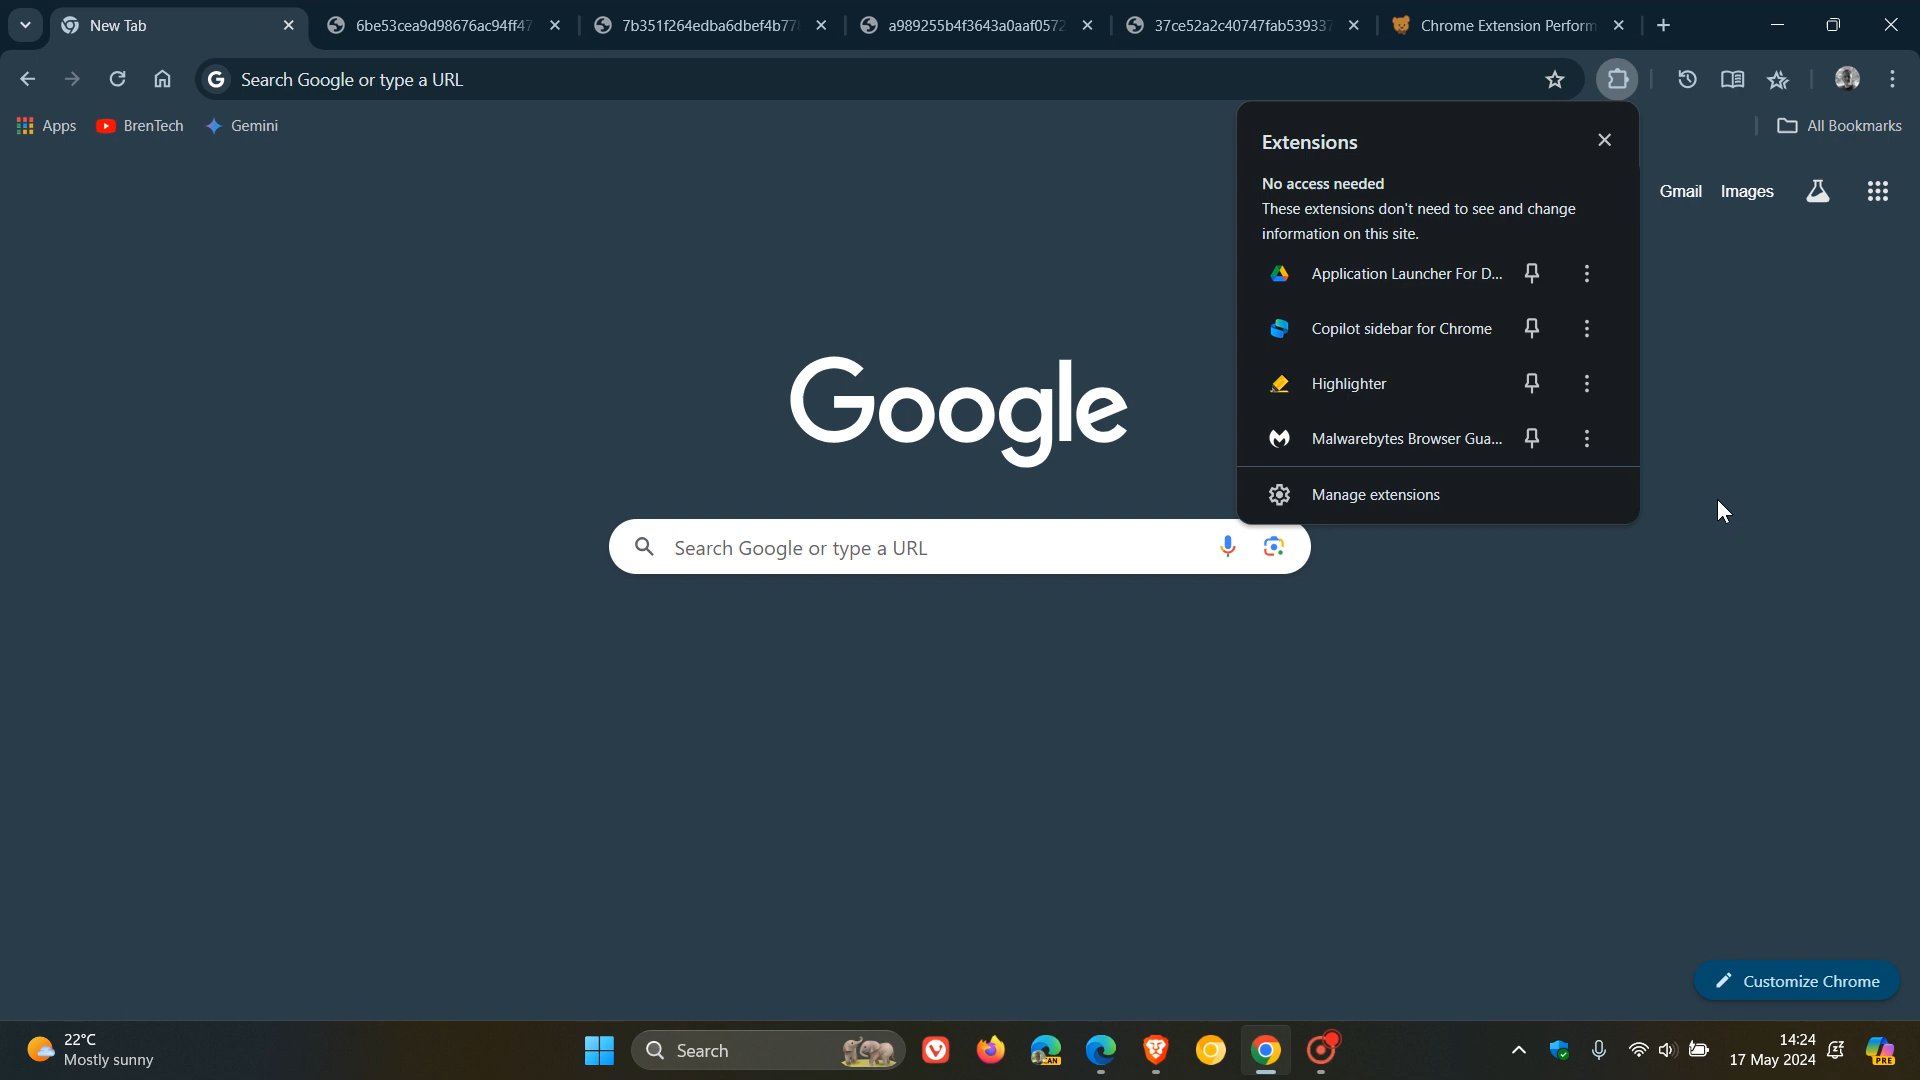 New Tab
6be53cea9d98676ac94ff47
7b351f264edba6dbef4b77
a989255b4f3643a0aaf0572
37ce52a2c40747fab539337
Chrome Extension Perform
Search Google or type a URL
Apps
BrenTech
Gemini
All Bookmarks
Gmail
Images
Extensions
No access needed
These extensions don't need to see and change
information on this site.
Application Launcher For D...
Copilot sidebar for Chrome
Highlighter
Malwarebytes Browser Gua...
Manage extensions
Google
Search Google or type a URL
Customize Chrome
22°C
Mostly sunny
Search
CAN
14:24
17 May 2024
PRE